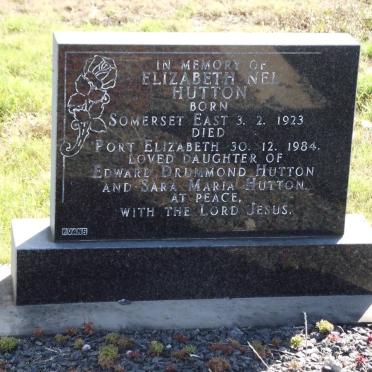 IN MEMORY OF
ELIZABETH NEL
HUTTON
BORN
SOMERSET EAST 3. 2. 1923
DIED
PORT ELIZABETH 30. 12. 1984.
LOVED DAUGHTER OF
EDWARD DRUMMOND HUTTON
AND SARA MARIA HUTTON.
AT PEACE,
WITH THE LORD JESUS.
EVANS